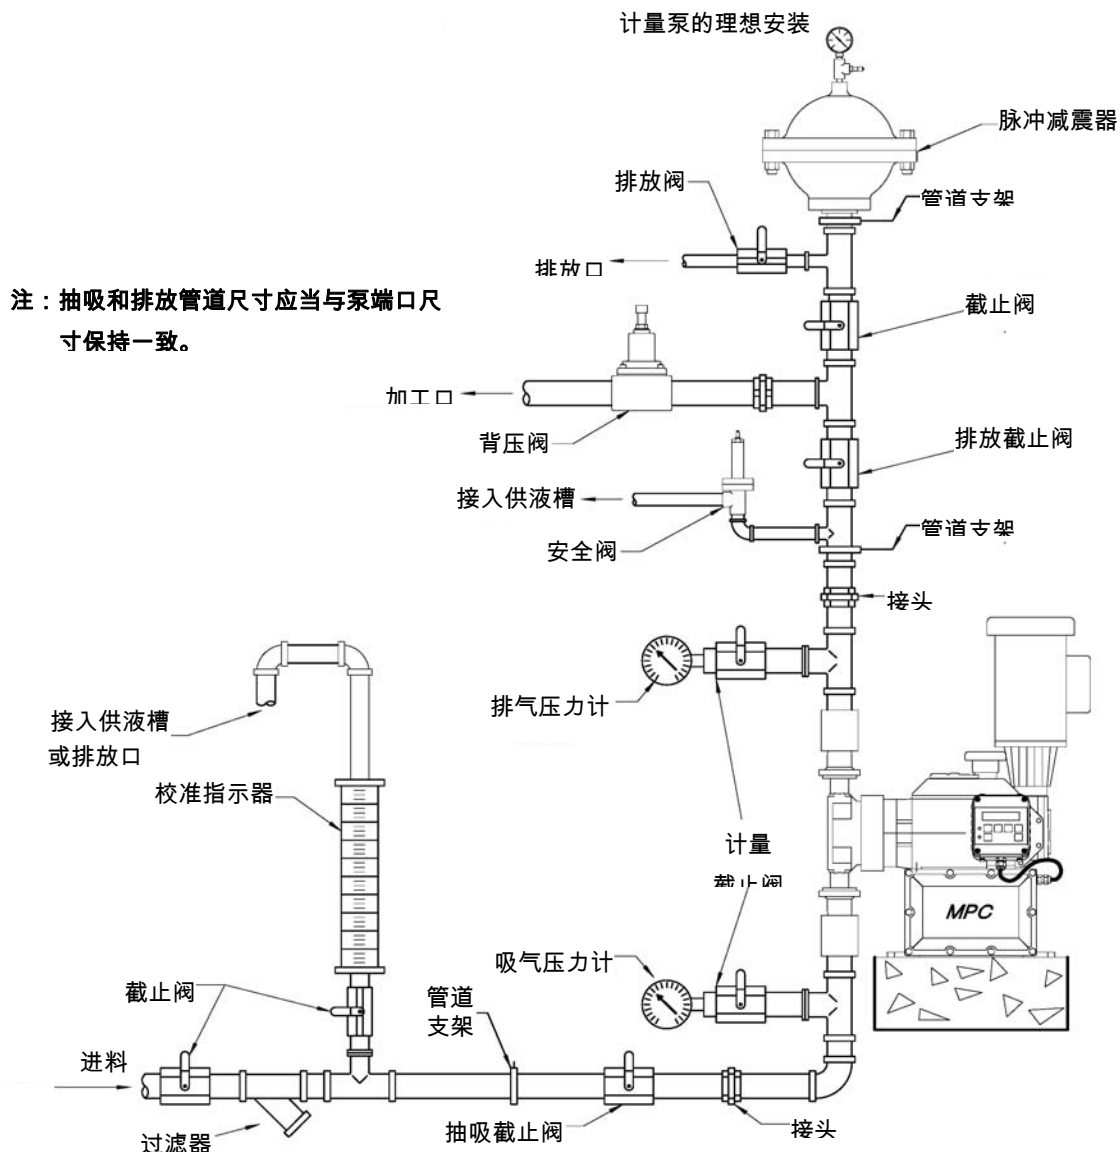 计量泵的理想安装
脉冲减震器
排放阀
管道支架
排放口
注：抽吸和排放管道尺寸应当与泵端口尺
寸保持一致。
截止阀
加工口
背压阀
排放截止阀
接入供液槽
安全阀
管道支架
接头
排气压力计
接入供液槽
或排放口
校准指示器
计量
截止阀
MPC
吸气压力计
截止阀
管道
支架
进料
过滤器
抽吸截止阀
接头